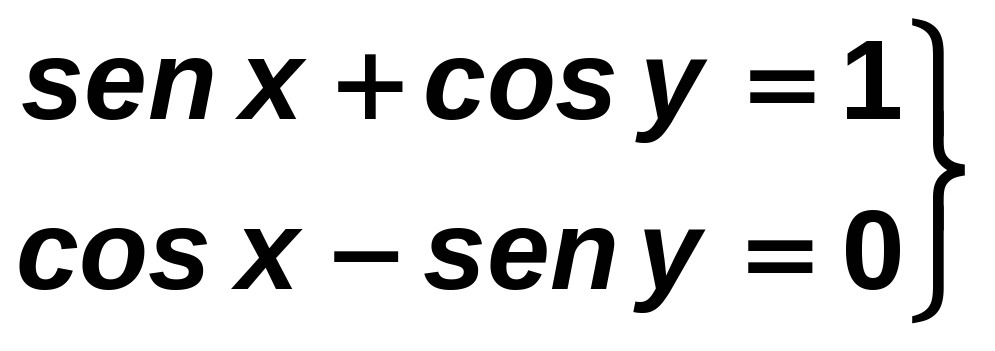 sen x + cos y = 1
cos x − sen y = 0